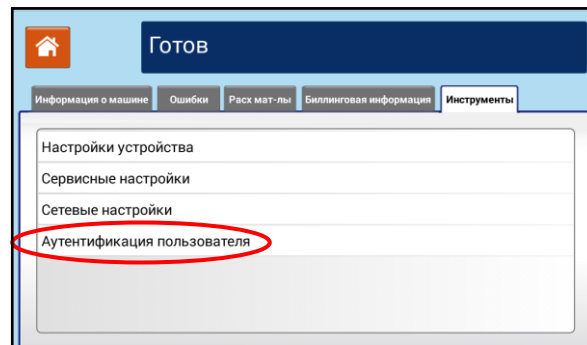 Готов
Информация о машине Ошибки Расх мат-лы Биллинговая информация Инструменты
Настройки устройства
Сервисные настройки
Сетевые настройки
Аутентификация пользователя